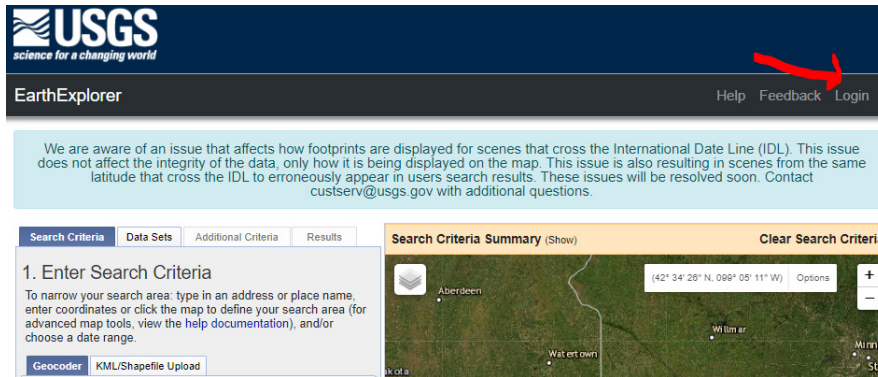 USGS
science for a changing world
EarthExplorer
Help Feedback Login
We are aware of an issue that affects how footprints are displayed for scenes that cross the International Date Line (IDL). This issue
does not affect the integrity of the data, only how it is being displayed on the map. This issue is also resulting in scenes from the same
latitude that cross the IDL to erroneously appear in users search results. These issues will be resolved soon. Contact
custserv@usgs.gov with additional questions.
Search Criteria Data Sets Additional Criteria Results
1. Enter Search Criteria
To narrow your search area: type in an address or place name,
enter coordinates or click the map to define your search area (for
advanced map tools, view the help documentation), and/or
choose a date range.
Geocoder KML/Shapefile Upload
Search Criteria Summary (Show) Clear Search Criteria
(42° 34' 26" N, 099° 05' 11" W) Options
+
−
Aberdeen
Willmar
Minn
Watertown
St
kota